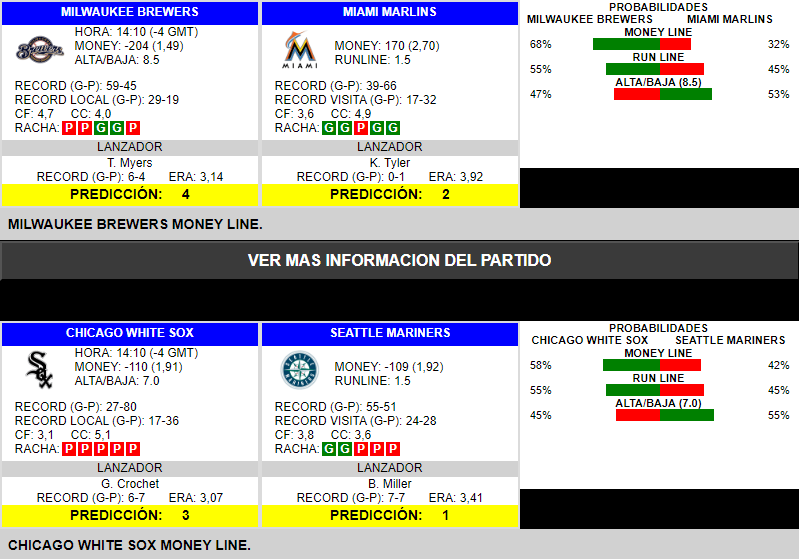 MILWAUKEE BREWERS
Brewers
HORA: 14:10 (-4 GMT)
MONEY: -204 (1,49)
ALTA/BAJA: 8.5
RECORD (G-P): 59-45
RECORD LOCAL (G-P): 29-19
CF: 4,7 CC: 4,0
RACHA: P P G G P
LANZADOR
T. Myers
RECORD (G-P): 6-4 ERA: 3,14
PREDICCIÓN: 4
MIAMI MARLINS
MIAMI
MONEY: 170 (2,70)
RUNLINE: 1.5
RECORD (G-P): 39-66
RECORD VISITA (G-P): 17-32
CF: 3,6 CC: 4,9
RACHA: G G P G G
LANZADOR
K. Tyler
RECORD (G-P): 0-1 ERA: 3,92
PREDICCIÓN: 2
PROBABILIDADES
MILWAUKEE BREWERS MIAMI MARLINS
MONEY LINE
68% 32%
RUN LINE
55% 45%
ALTA/BAJA (8.5)
47% 53%
MILWAUKEE BREWERS MONEY LINE.
VER MAS INFORMACION DEL PARTIDO
CHICAGO WHITE SOX
Sox
HORA: 14:10 (-4 GMT)
MONEY: -110 (1,91)
ALTA/BAJA: 7.0
RECORD (G-P): 27-80
RECORD LOCAL (G-P): 17-36
CF: 3,1 CC: 5,1
RACHA: P P P P P
LANZADOR
G. Crochet
RECORD (G-P): 6-7 ERA: 3,07
PREDICCIÓN: 3
SEATTLE MARINERS
MONEY: -109 (1,92)
RUNLINE: 1.5
RECORD (G-P): 55-51
RECORD VISITA (G-P): 24-28
CF: 3,8 CC: 3,6
RACHA: G G P P P
LANZADOR
B. Miller
RECORD (G-P): 7-7 ERA: 3,41
PREDICCIÓN: 1
PROBABILIDADES
CHICAGO WHITE SOX SEATTLE MARINERS
MONEY LINE
58% 42%
RUN LINE
55% 45%
ALTA/BAJA (7.0)
45% 55%
CHICAGO WHITE SOX MONEY LINE.